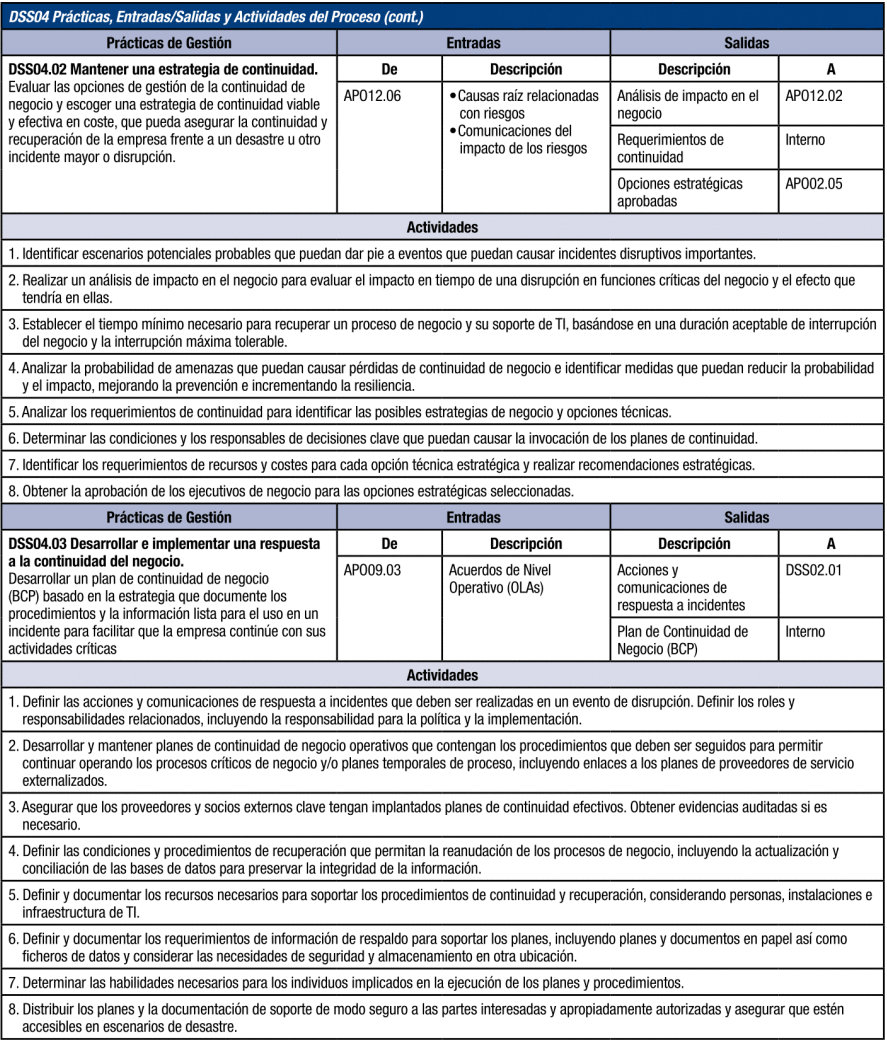 DSS04 Prácticas, Entradas/Salidas y Actividades del Proceso (cont.)
Prácticas de Gestión
Entradas
Salidas
DSS04.02 Mantener una estrategia de continuidad.
Evaluar las opciones de gestión de la continuidad de
negocio y escoger una estrategia de continuidad viable
y efectiva en coste, que pueda asegurar la continuidad y
recuperación de la empresa frente a un desastre u otro
incidente mayor o disrupción.
De
Descripción
Descripción
A
APO12.06
• Causas raíz relacionadas
con riesgos
• Comunicaciones del
impacto de los riesgos
Análisis de impacto en el
negocio
APO12.02
Requerimientos de
continuidad
Interno
Opciones estratégicas
aprobadas
APO02.05
Actividades
1. Identificar escenarios potenciales probables que puedan dar pie a eventos que puedan causar incidentes disruptivos importantes.
2. Realizar un análisis de impacto en el negocio para evaluar el impacto en tiempo de una disrupción en funciones críticas del negocio y el efecto que
tendría en ellas.
3. Establecer el tiempo mínimo necesario para recuperar un proceso de negocio y su soporte de TI, basándose en una duración aceptable de interrupción
del negocio y la interrupción máxima tolerable.
4. Analizar la probabilidad de amenazas que puedan causar pérdidas de continuidad de negocio e identificar medidas que puedan reducir la probabilidad
y el impacto, mejorando la prevención e incrementando la resiliencia.
5. Analizar los requerimientos de continuidad para identificar las posibles estrategias de negocio y opciones técnicas.
6. Determinar las condiciones y los responsables de decisiones clave que puedan causar la invocación de los planes de continuidad.
7. Identificar los requerimientos de recursos y costes para cada opción técnica estratégica y realizar recomendaciones estratégicas.
8. Obtener la aprobación de los ejecutivos de negocio para las opciones estratégicas seleccionadas.
Prácticas de Gestión
Entradas
Salidas
DSS04.03 Desarrollar e implementar una respuesta
a la continuidad del negocio.
Desarrollar un plan de continuidad de negocio
(BCP) basado en la estrategia que documente los
procedimientos y la información lista para el uso en un
incidente para facilitar que la empresa continúe con sus
actividades críticas
De
Descripción
Descripción
A
APO09.03
Acuerdos de Nivel
Operativo (OLAs)
Acciones y
comunicaciones de
respuesta a incidentes
DSS02.01
Plan de Continuidad de
Negocio (BCP)
Interno
Actividades
1. Definir las acciones y comunicaciones de respuesta a incidentes que deben ser realizadas en un evento de disrupción. Definir los roles y
responsabilidades relacionados, incluyendo la responsabilidad para la política y la implementación.
2. Desarrollar y mantener planes de continuidad de negocio operativos que contengan los procedimientos que deben ser seguidos para permitir
continuar operando los procesos críticos de negocio y/o planes temporales de proceso, incluyendo enlaces a los planes de proveedores de servicio
externalizados.
3. Asegurar que los proveedores y socios externos clave tengan implantados planes de continuidad efectivos. Obtener evidencias auditadas si es
necesario.
4. Definir las condiciones y procedimientos de recuperación que permitan la reanudación de los procesos de negocio, incluyendo la actualización y
conciliación de las bases de datos para preservar la integridad de la información.
5. Definir y documentar los recursos necesarios para soportar los procedimientos de continuidad y recuperación, considerando personas, instalaciones e
infraestructura de TI.
6. Definir y documentar los requerimientos de información de respaldo para soportar los planes, incluyendo planes y documentos en papel así como
ficheros de datos y considerar las necesidades de seguridad y almacenamiento en otra ubicación.
7. Determinar las habilidades necesarios para los individuos implicados en la ejecución de los planes y procedimientos.
8. Distribuir los planes y la documentación de soporte de modo seguro a las partes interesadas y apropiadamente autorizadas y asegurar que estén
accesibles en escenarios de desastre.